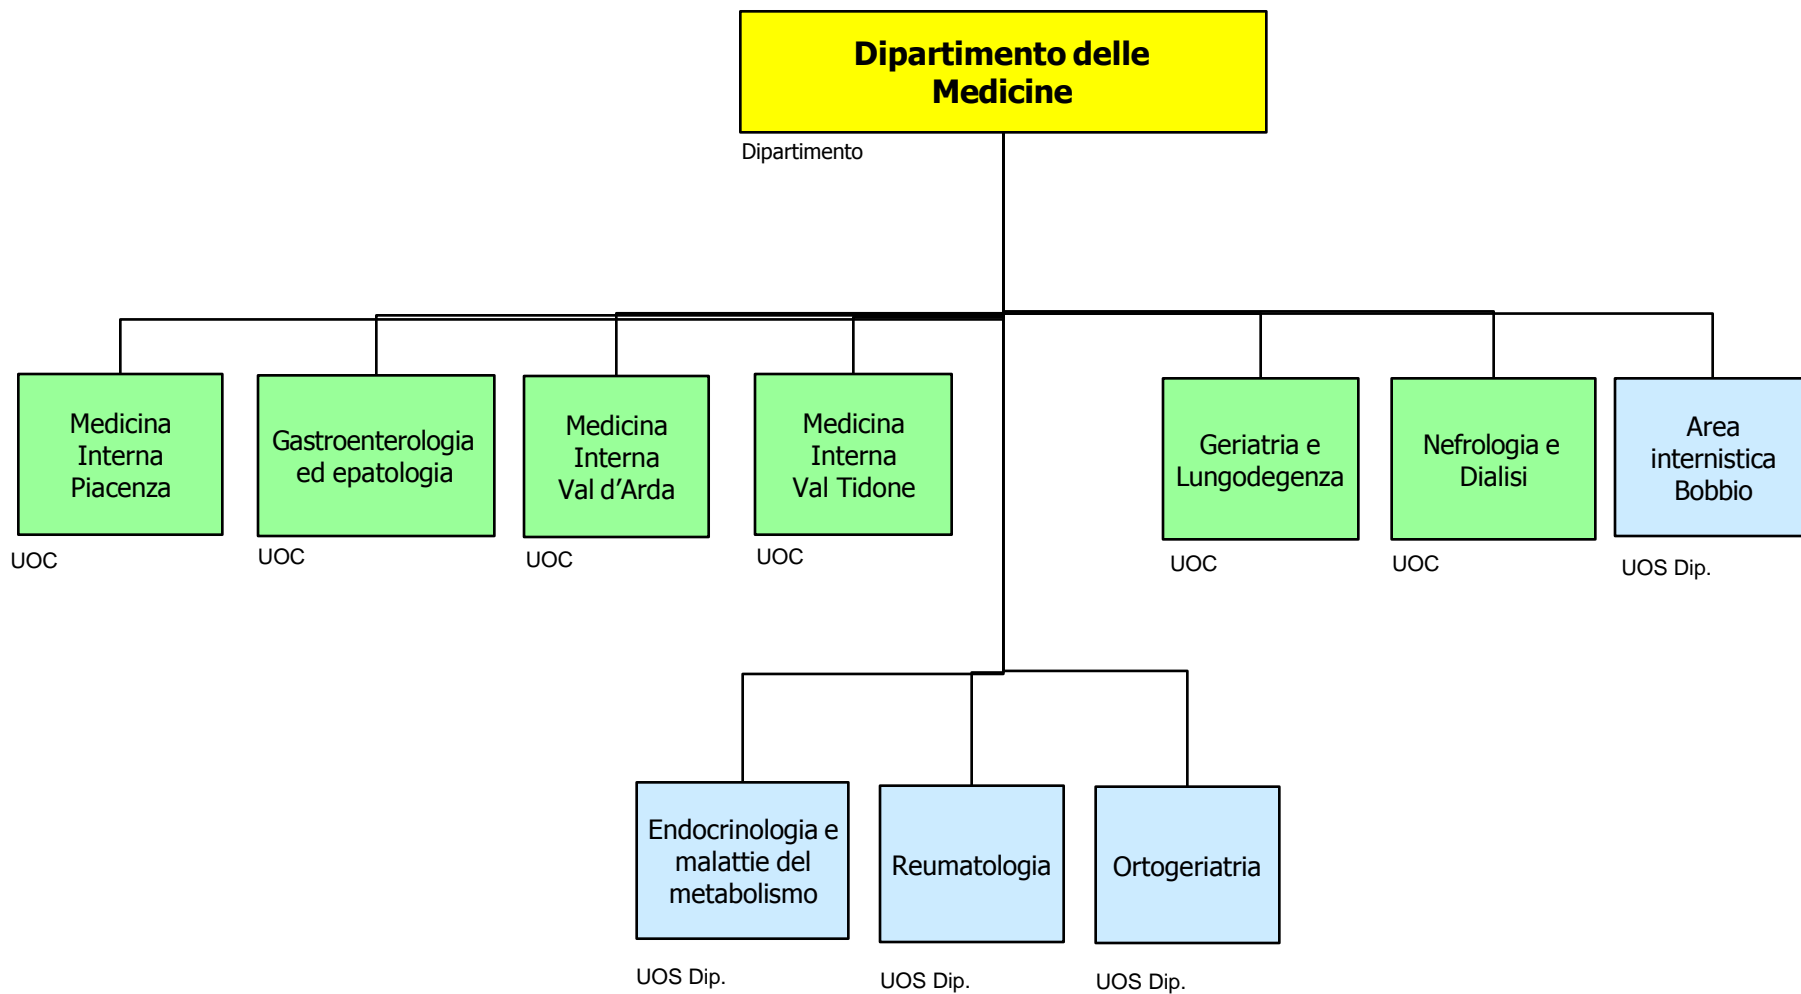 Dipartimento delle
Medicine
Dipartimento
Medicina
Interna
Piacenza
UOC
Gastroenterologia
ed epatologia
UOC
Medicina
Interna
Val d’Arda
UOC
Medicina
Interna
Val Tidone
UOC
Geriatria e
Lungodegenza
UOC
Nefrologia e
Dialisi
UOC
Area
internistica
Bobbio
UOS Dip.
Endocrinologia e
malattie del
metabolismo
UOS Dip.
Reumatologia
UOS Dip.
Ortogeriatria
UOS Dip.